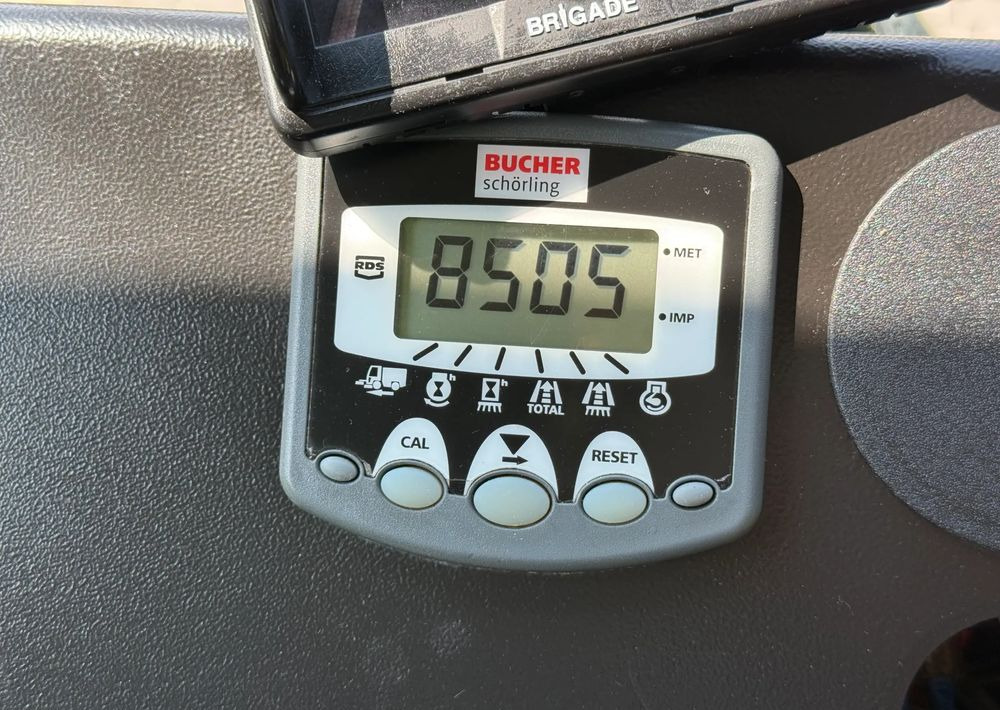 BRIGADE
BUCHER
schörling
RDS
8505
MET
IMP
h
h
TOTAL
CAL
RESET